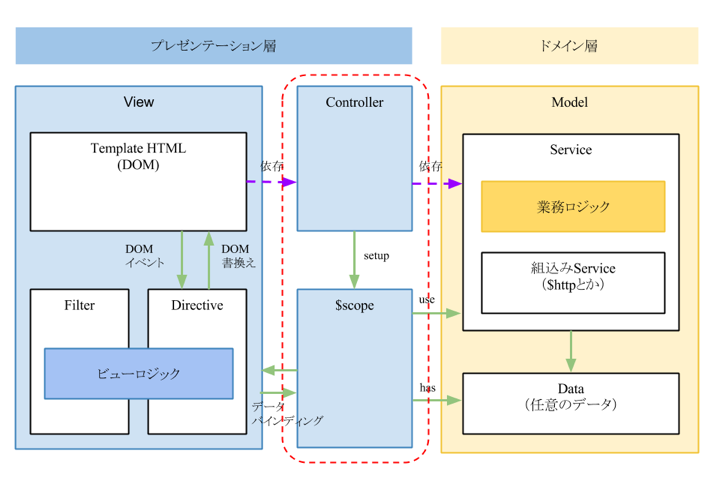 プレゼンテーション層
ドメイン層
View
Controller
Model
Template HTML
(DOM)
依存
依存
Service
業務ロジック
DOM
イベント
DOM
書換え
setup
組込みService
（$httpとか）
Filter
Directive
$scope
use
ビューロジック
データ
バインディング
has
Data
（任意のデータ）